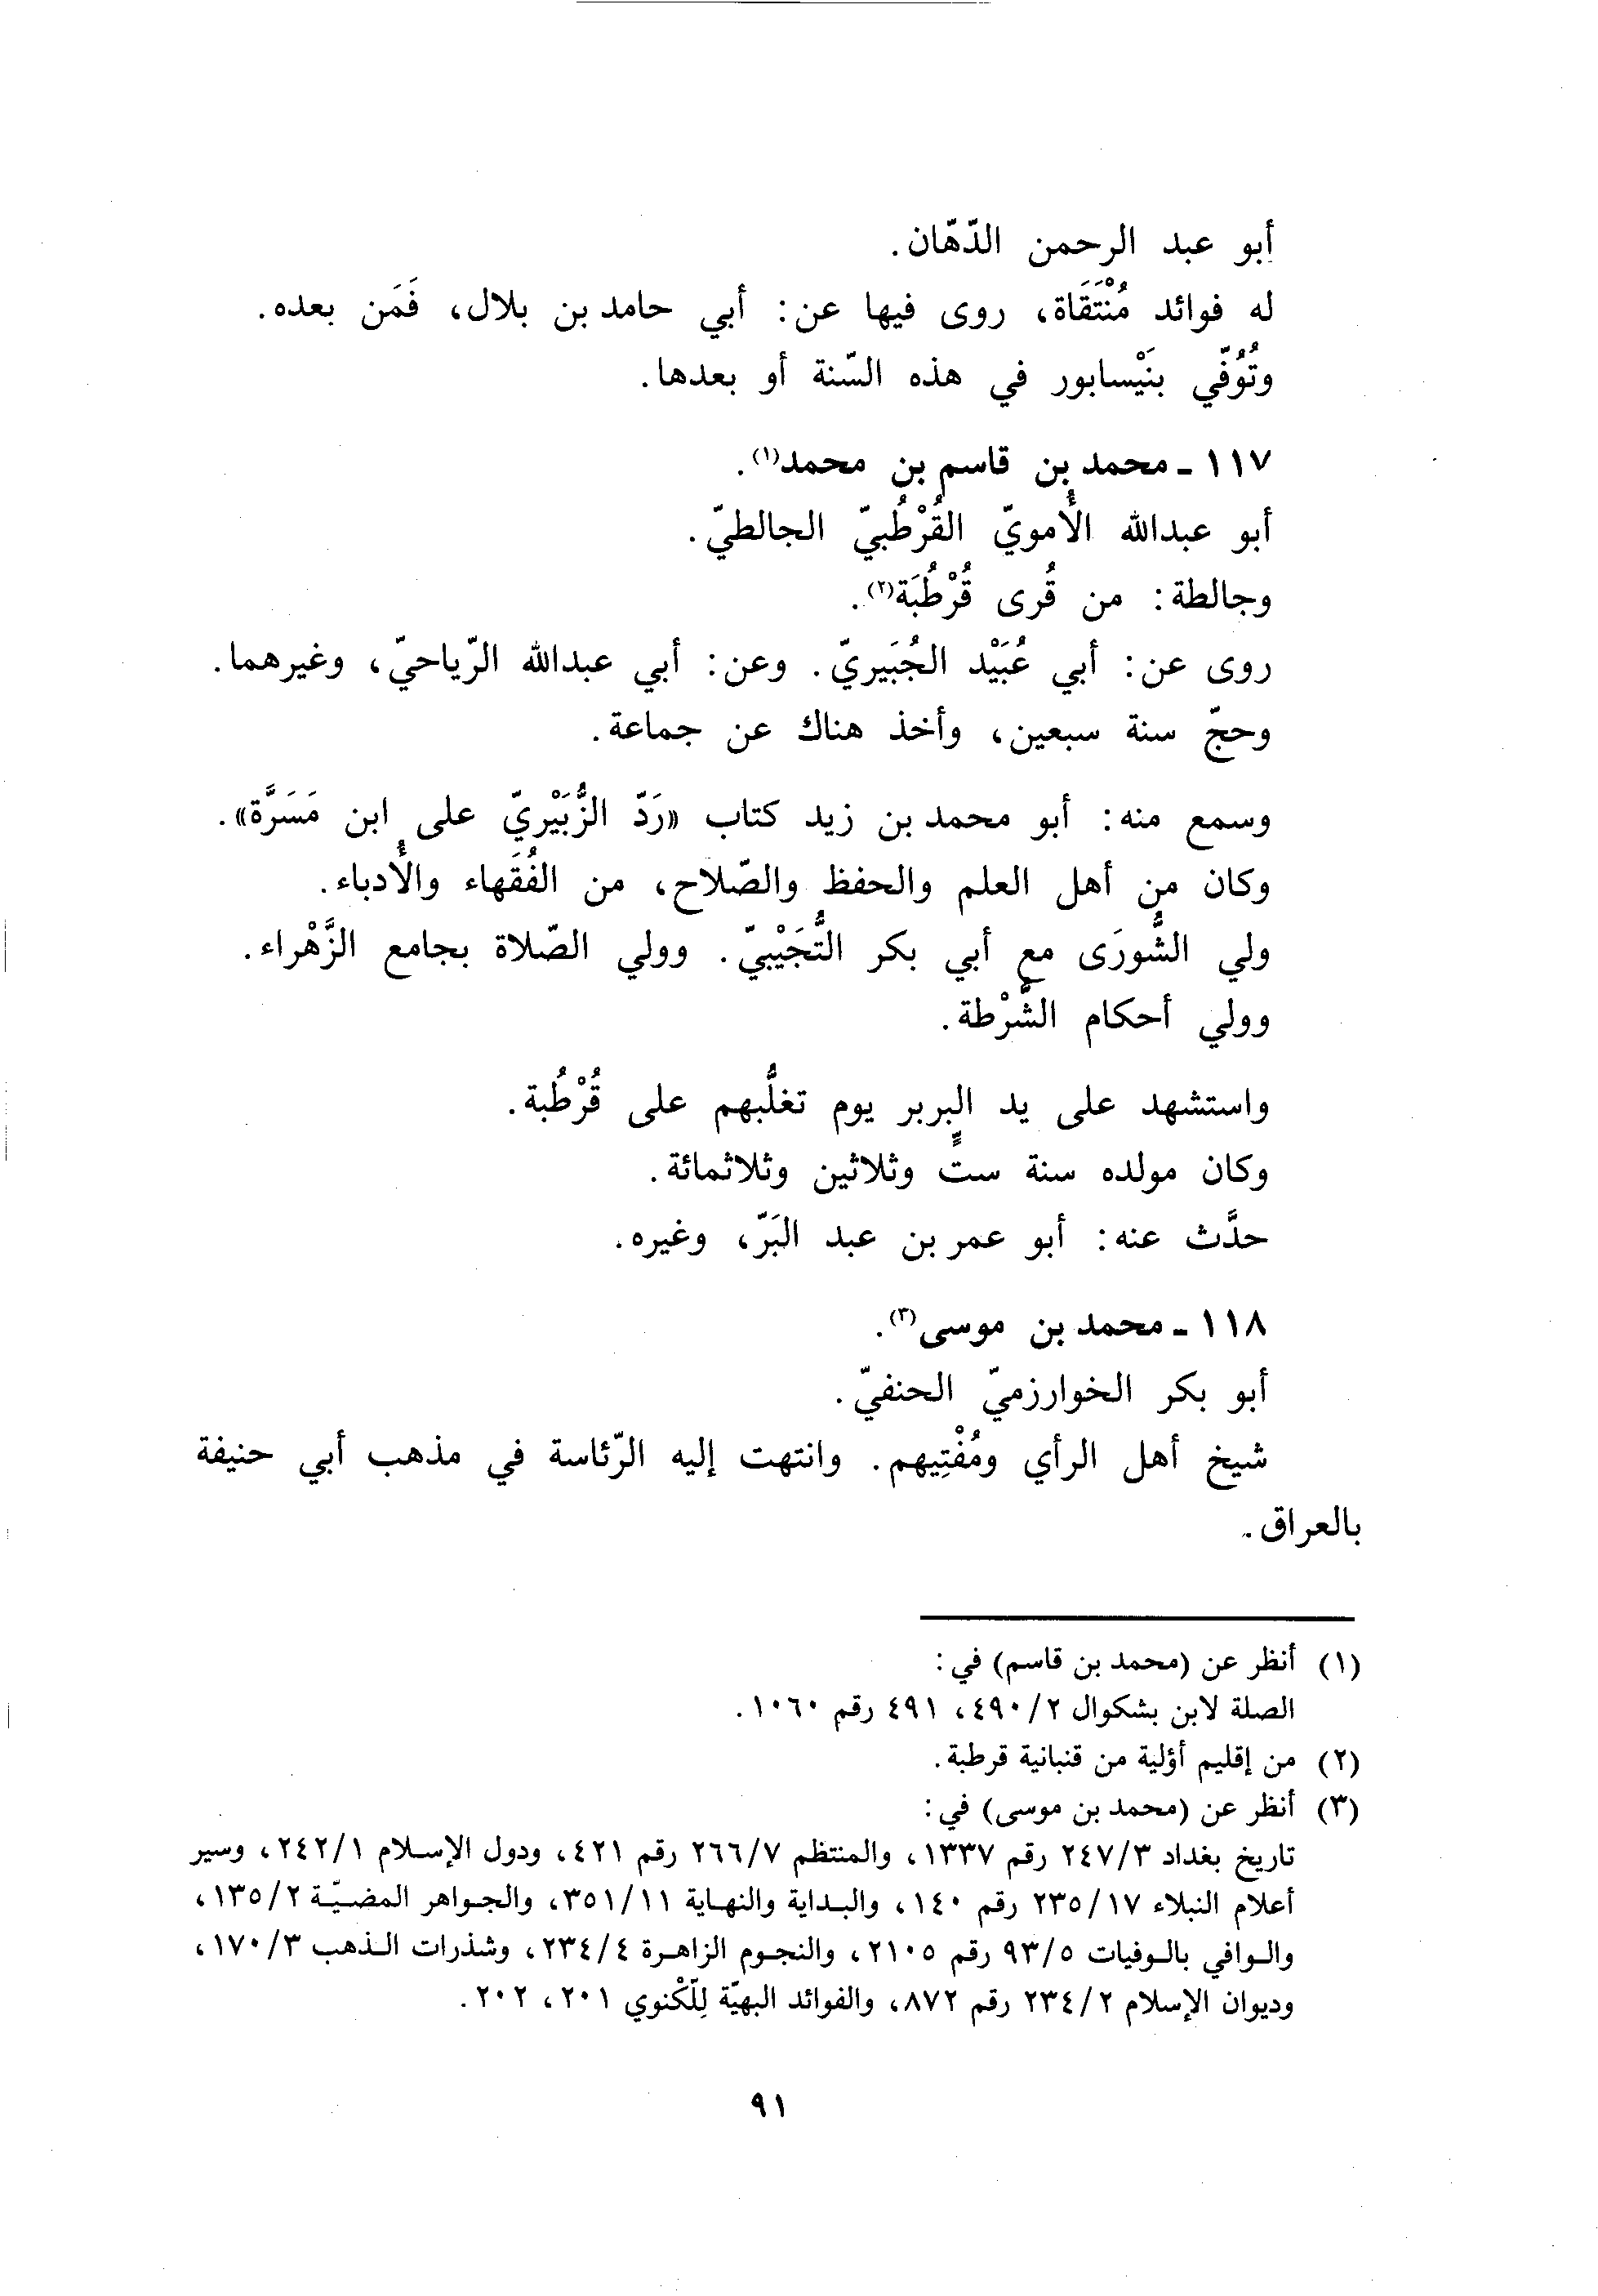 أبو عبد الرحمن الدّهّان.
له فوائد مُنْتَقَاة، روى فيها عن: أبي حامد بن بلال، فَمَن بعده.
وتُوُفّي بنَيْسابور في هذه السّنة أو بعدها.
١١٧ - محمد بن قاسم بن محمد(١).
أبو عبدالله الأُمويّ القُرْطُبيّ الجالطيّ.
وجالطة: من قُرى قُرْطُبَة(٢).
روى عن: أبي عُبَيْد الجُبَيريّ. وعن: أبي عبدالله الرّياحيّ، وغيرهما.
وحجّ سنة سبعين، وأخذ هناك عن جماعة.
وسمع منه: أبو محمد بن زيد كتاب «رَدّ الزُّبَيْريّ على ابن مَسَرَّة».
وكان من أهل العلم والحفظ والصّلاح، من الفُقَهاء والأُدباء.
ولي الشُّورَى مع أبي بكر التُّجَيْبيّ. وولي الصّلاة بجامع الزَّهْراء.
وولي أحكام الشُّرْطة.
واستشهد على يد البربر يوم تغلُّبهم على قُرْطُبة.
وكان مولده سنة ستٍّ وثلاثين وثلاثمائة.
حدَّث عنه: أبو عمر بن عبد البَرّ، وغيره.
١١٨ - محمد بن موسى(٣).
أبو بكر الخوارزميّ الحنفيّ.
شيخ أهل الرأي ومُفْتِيهم. وانتهت إليه الرّئاسة في مذهب أبي حنيفة
بالعراق.
(١) أنظر عن (محمد بن قاسم) في:
الصلة لابن بشكوال ٢/ ٤٩٠، ٤٩١ رقم ١٠٦٠.
(٢) من إقليم أؤلية من قنبانية قرطبة.
(٣) أنظر عن (محمد بن موسى) في:
تاريخ بغداد ٢٤٧/٣ رقم ١٣٣٧، والمنتظم ٢٦٦/٧ رقم ٤٢١، ودول الإسلام ٢٤٢/١، وسير
أعلام النبلاء ٢٣٥/١٧ رقم ١٤٠، والبداية والنهاية ٣٥١/١١، والجواهر المضيّة ١٣٥/٢،
والوافي بالوفيات ٩٣/٥ رقم ٢١٠٥، والنجوم الزاهرة ٢٣٤/٤، وشذرات الذهب ١٧٠/٣،
وديوان الإسلام ٢٣٤/٢ رقم ٨٧٢، والفوائد البهيّة لِلّكْنوي ٢٠١، ٢٠٢.
٩١